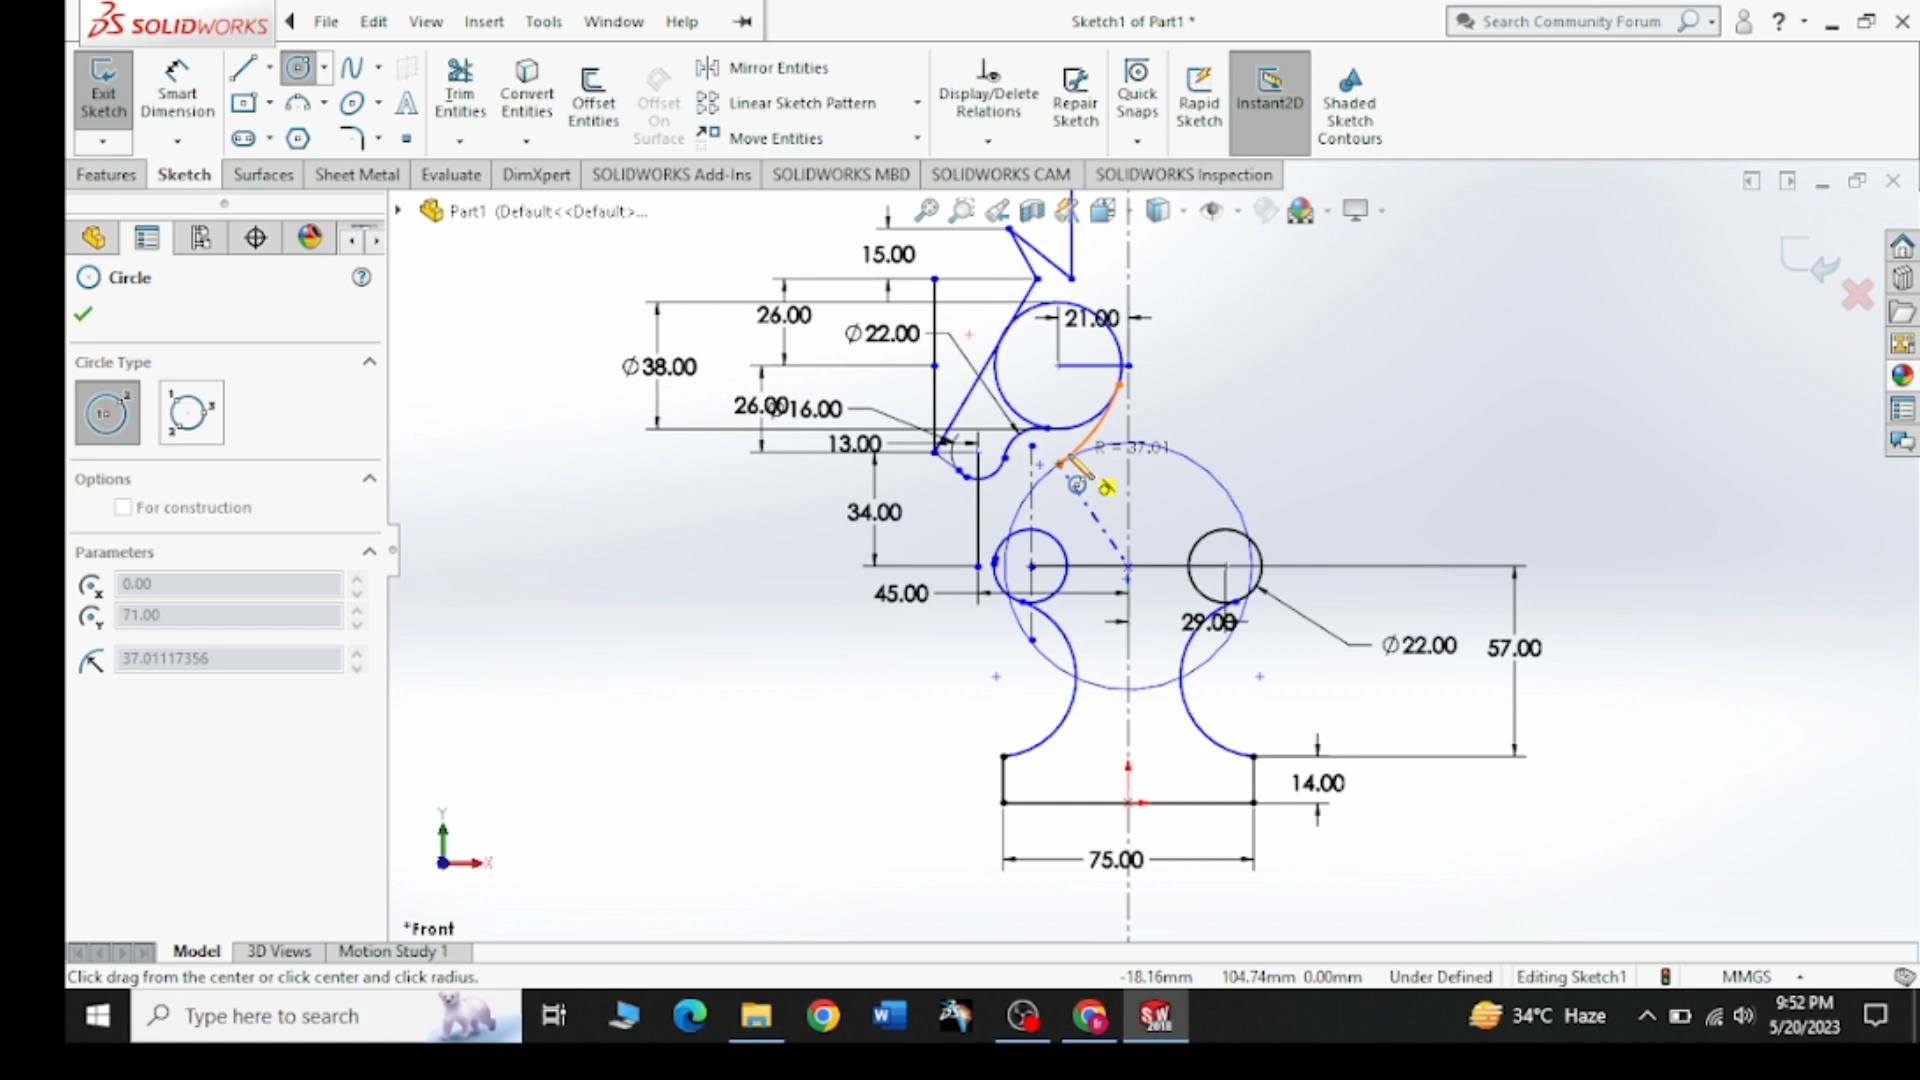 SOLIDWORKS File Edit View Insert Tools Window Help Sketch1 of Part1 * Search Community Forum ?
Exit Sketch
Smart Dimension
Trim Entities
Convert Entities
Offset Entities
Offset On Surface
Mirror Entities
Linear Sketch Pattern
Move Entities
Display/Delete Relations
Repair Sketch
Quick Snaps
Rapid Sketch
Instant2D
Shaded Sketch Contours
Features Sketch Surfaces Sheet Metal Evaluate DimXpert SOLIDWORKS Add-Ins SOLIDWORKS MBD SOLIDWORKS CAM SOLIDWORKS Inspection
Part1 (Default<<Default>...
Circle
Circle Type
Options
For construction
Parameters
0.00
71.00
37.01117356
15.00
26.00
21.00
∅22.00
∅38.00
26.00
∅16.00
13.00
R = 37.01
34.00
45.00
29.00
∅22.00
57.00
14.00
75.00
Y
X
*Front
Model 3D Views Motion Study 1
Click drag from the center or click center and click radius. -18.16mm 104.74mm 0.00mm Under Defined Editing Sketch1 MMGS
Type here to search
SW
2018
34°C Haze
9:52 PM
5/20/2023